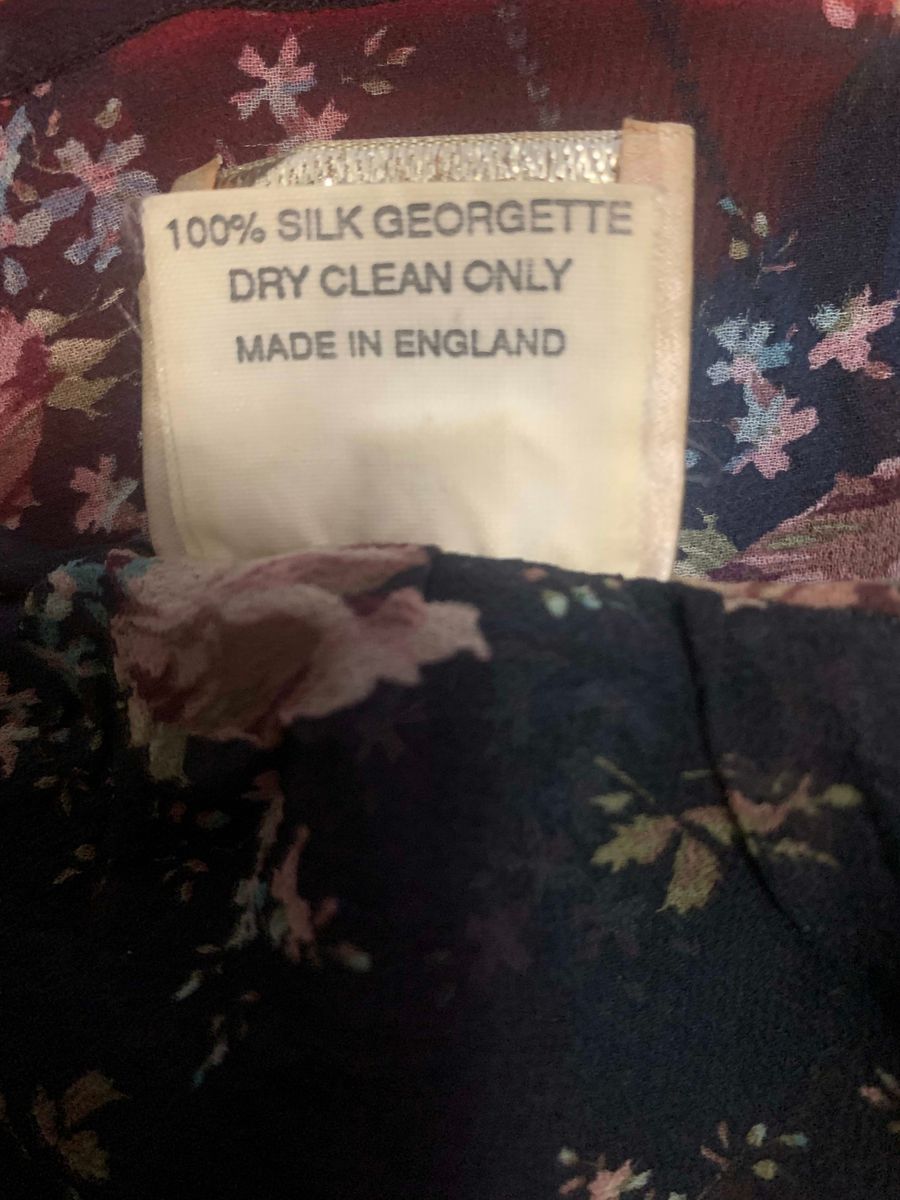 100% SILK GEORGETTE
DRY CLEAN ONLY
MADE IN ENGLAND